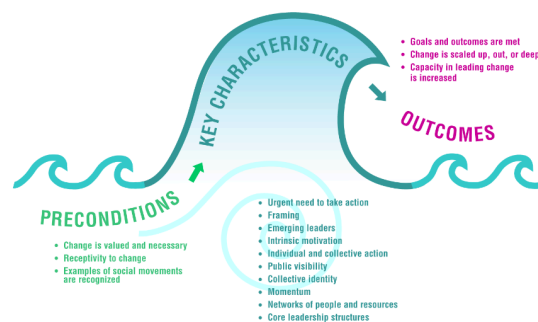 PRECONDITIONS
• Change is valued and necessary
• Receptivity to change
• Examples of social movements
are recognized
KEY CHARACTERISTICS
• Urgent need to take action
• Framing
• Emerging leaders
• Intrinsic motivation
• Individual and collective action
• Public visibility
• Collective identity
• Momentum
• Networks of people and resources
• Core leadership structures
OUTCOMES
• Goals and outcomes are met
• Change is scaled up, out, or deep
• Capacity in leading change
is increased